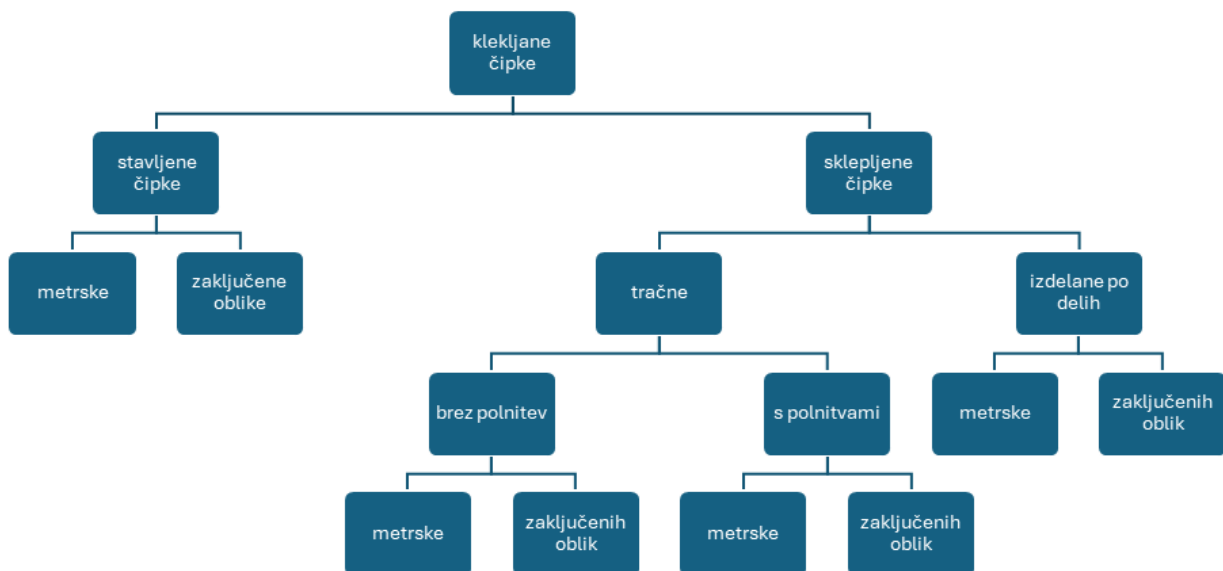 klekljane
čipke
stavljene
čipke
sklepljene
čipke
metrske
zaključene
oblike
tračne
izdelane po
delih
brez polnitev
s polnitvami
metrske
zaključenih
oblik
metrske
zaključenih
oblik
metrske
zaključenih
oblik